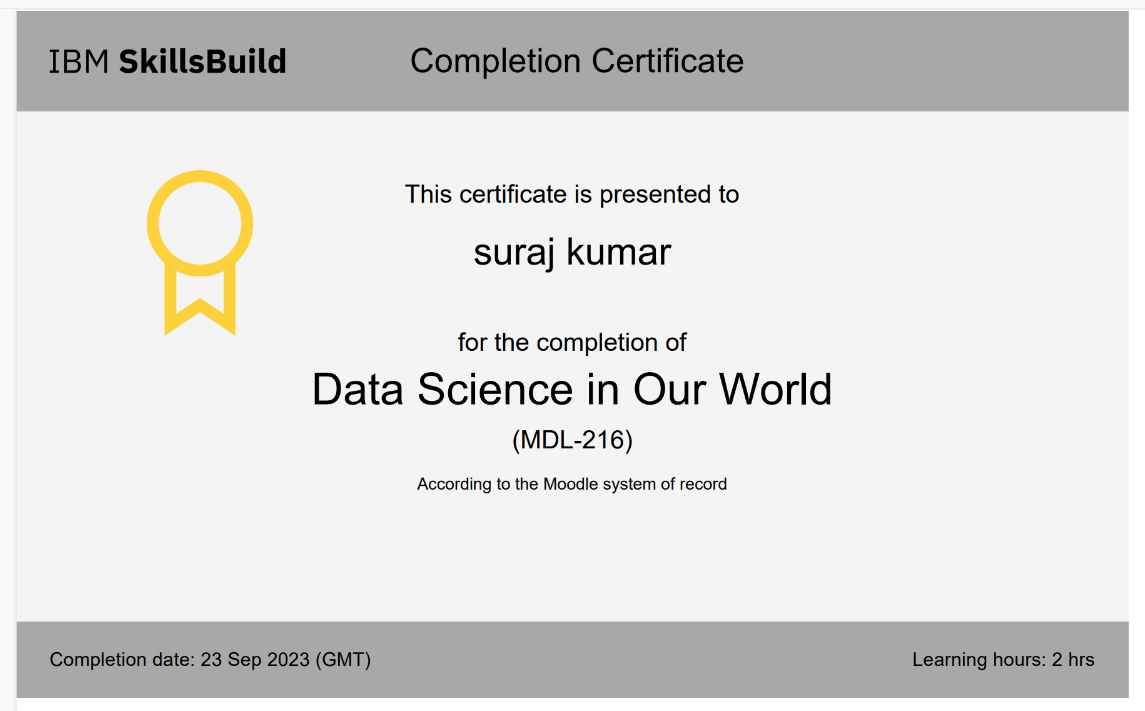 IBM SkillsBuild
Completion Certificate
This certificate is presented to
suraj kumar
for the completion of
Data Science in Our World
(MDL-216)
According to the Moodle system of record
Completion date: 23 Sep 2023 (GMT)
Learning hours: 2 hrs